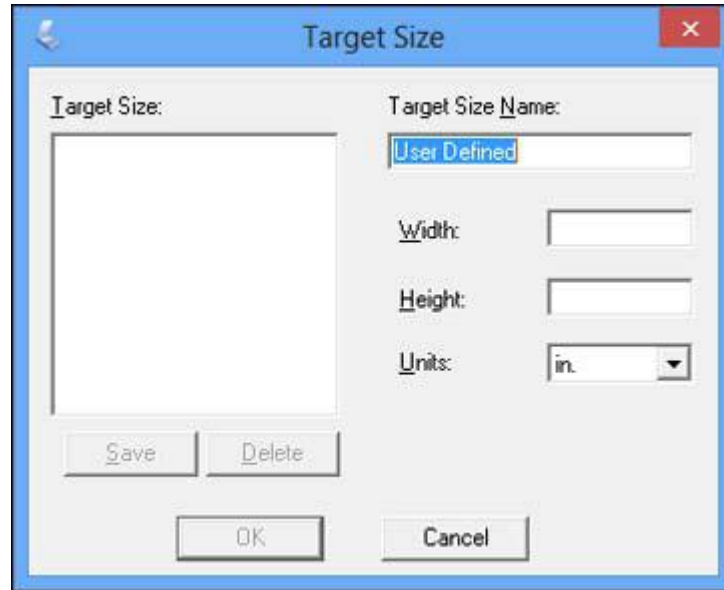 Target Size
Target Size:
Target Size Name:
User Defined
Width:
Height:
Units:
in.
Save
Delete
OK
Cancel